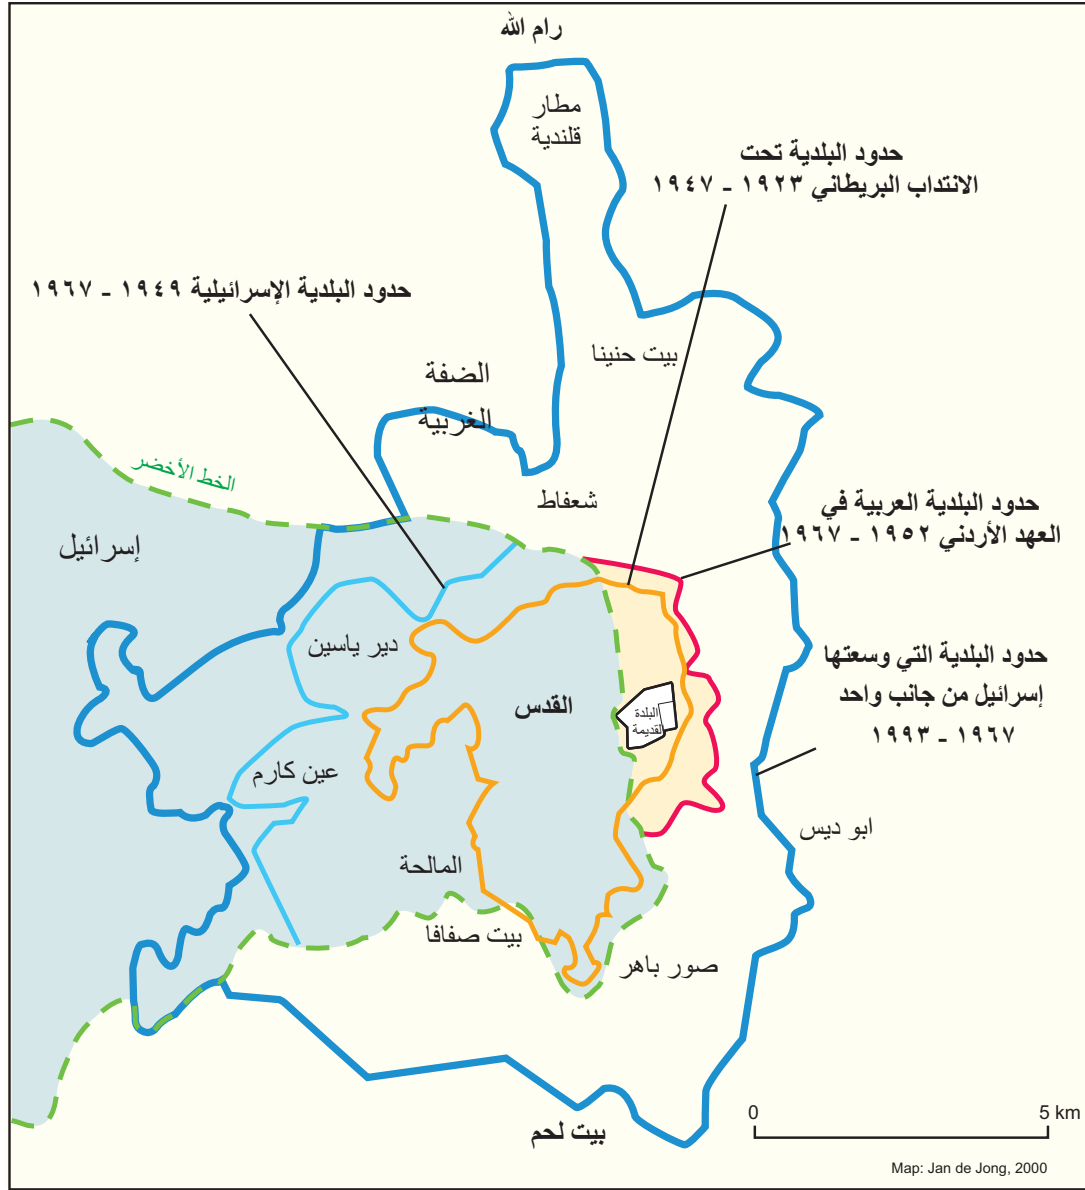 رام الله
مطار
قلندية
حدود البلدية تحت
الانتداب البريطاني ١٩٢٣ - ١٩٤٧
حدود البلدية الإسرائيلية ١٩٤٩ - ١٩٦٧
بيت حنينا
الضفة
الغربية
الخط الأخضر
شعفاط
حدود البلدية العربية في
العهد الأردني ١٩٥٢ - ١٩٦٧
إسرائيل
دير ياسين
حدود البلدية التي وسعتها
إسرائيل من جانب واحد
١٩٦٧ - ١٩٩٣
القدس
البلدة
القديمة
عين كارم
ابو ديس
المالحة
بيت صفافا
صور باهر
بيت لحم
0 5 km
Map: Jan de Jong, 2000